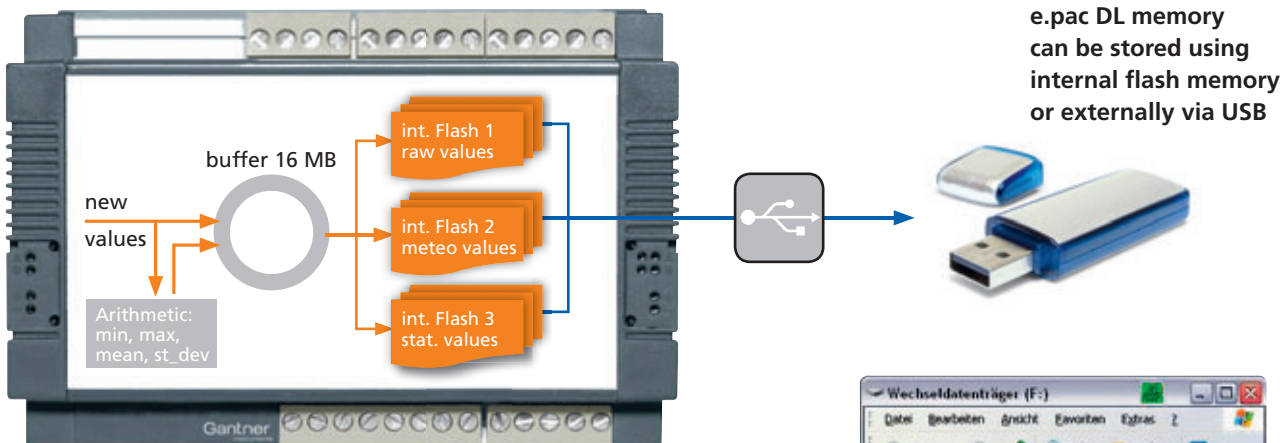 e.pac DL memory
can be stored using
internal flash memory
or externally via USB
int. Flash 1
raw values
buffer 16 MB
new
values
int. Flash 2
meteo values
Arithmetic:
min, max,
mean, st_dev
int. Flash 3
stat. values
Gantner
Wechseldatenträger (F:)
Datei Bearbeiten Ansicht Favoriten Extras ?